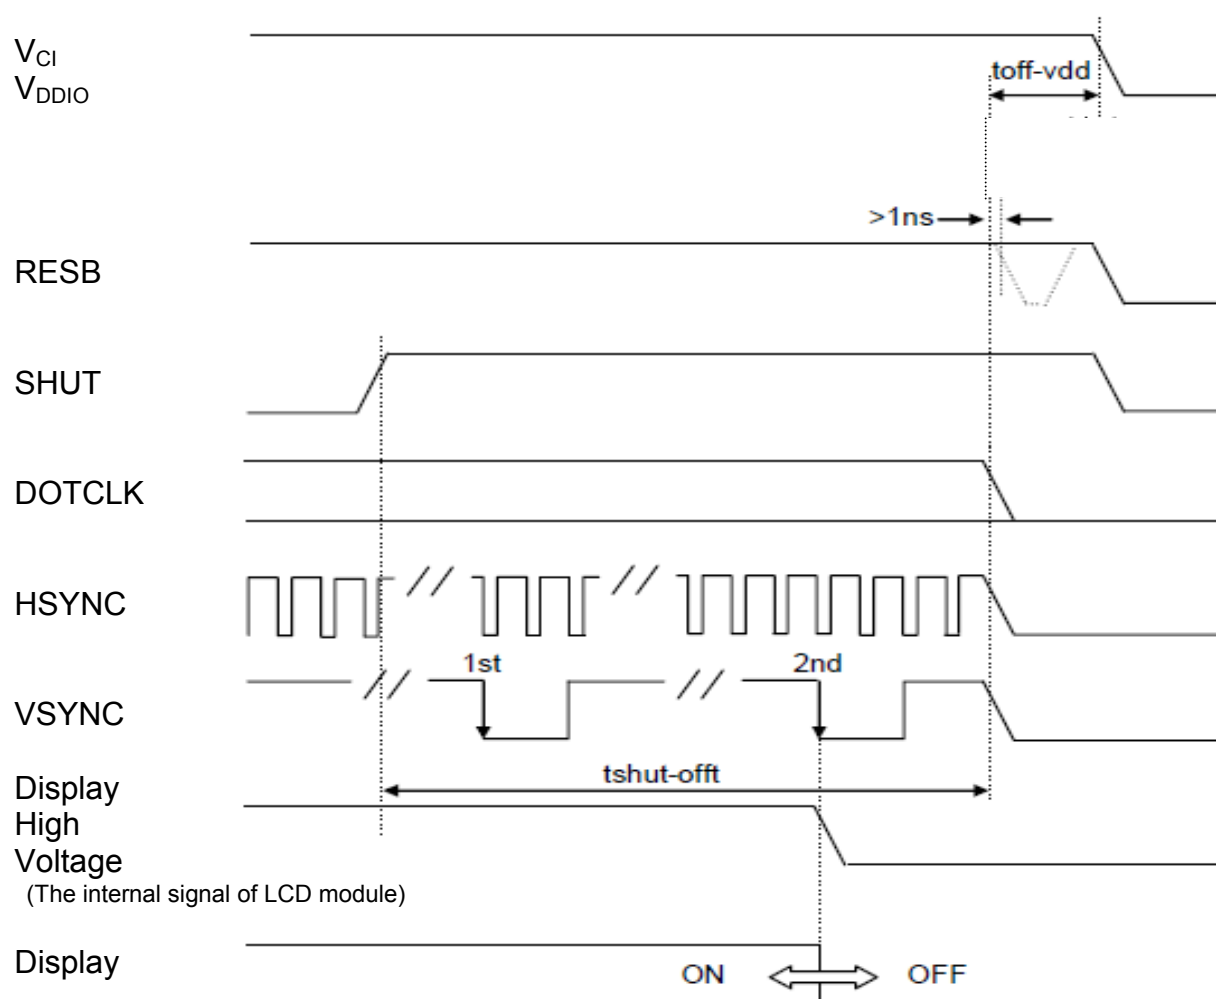 VCI
VDDIO
toff-vdd
>1ns
RESB
SHUT
DOTCLK
HSYNC
1st
2nd
VSYNC
tshut-offt
Display
High
Voltage
(The internal signal of LCD module)
Display
ON
OFF